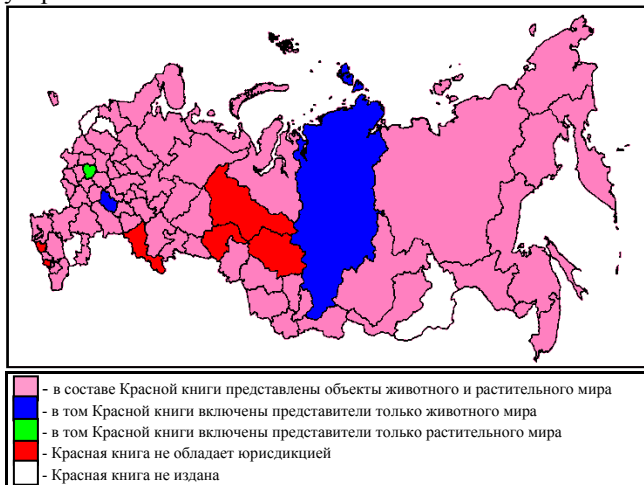 - в составе Красной книги представлены объекты животного и растительного мира
- в том Красной книги включены представители только животного мира
- в том Красной книги включены представители только растительного мира
- Красная книга не обладает юрисдикцией
- Красная книга не издана